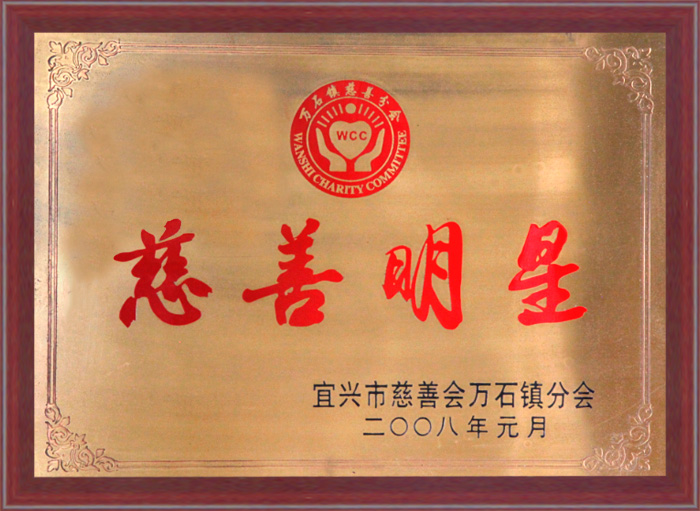 万石镇慈善分会
WCC
WANSHI CHARITY COMMITTEE
慈善明星
宜兴市慈善会万石镇分会
二〇〇八年元月